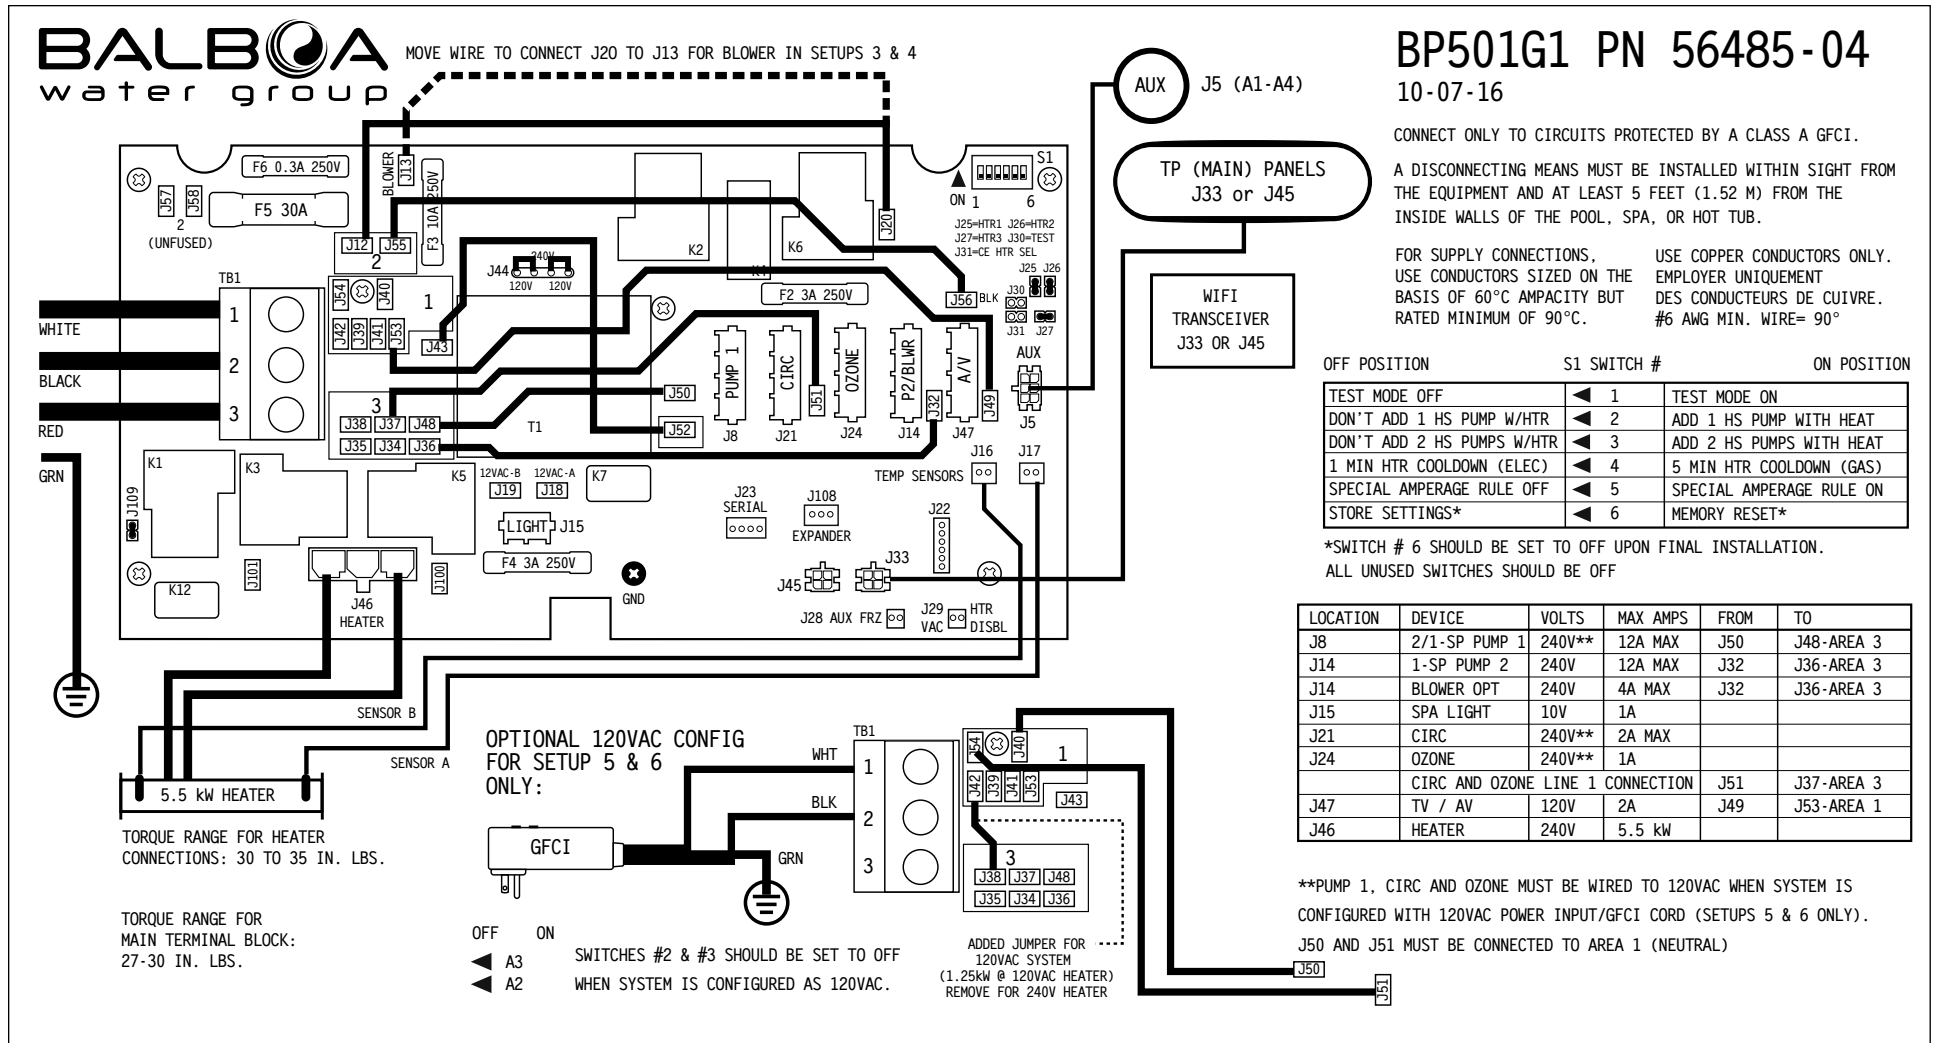 BALBOA
water group
MOVE WIRE TO CONNECT J20 TO J13 FOR BLOWER IN SETUPS 3 & 4
AUX
J5 (A1-A4)
TP (MAIN) PANELS
J33 or J45
WIFI
TRANSCEIVER
J33 OR J45
BP501G1 PN 56485-04
10-07-16
CONNECT ONLY TO CIRCUITS PROTECTED BY A CLASS A GFCI.
A DISCONNECTING MEANS MUST BE INSTALLED WITHIN SIGHT FROM
THE EQUIPMENT AND AT LEAST 5 FEET (1.52 M) FROM THE
INSIDE WALLS OF THE POOL, SPA, OR HOT TUB.
FOR SUPPLY CONNECTIONS,
USE CONDUCTORS SIZED ON THE
BASIS OF 60°C AMPACITY BUT
RATED MINIMUM OF 90°C.
USE COPPER CONDUCTORS ONLY.
EMPLOYER UNIQUEMENT
DES CONDUCTEURS DE CUIVRE.
#6 AWG MIN. WIRE= 90°
OFF POSITION S1 SWITCH # ON POSITION
TEST MODE OFF 1 TEST MODE ON
DON'T ADD 1 HS PUMP W/HTR 2 ADD 1 HS PUMP WITH HEAT
DON'T ADD 2 HS PUMPS W/HTR 3 ADD 2 HS PUMPS WITH HEAT
1 MIN HTR COOLDOWN (ELEC) 4 5 MIN HTR COOLDOWN (GAS)
SPECIAL AMPERAGE RULE OFF 5 SPECIAL AMPERAGE RULE ON
STORE SETTINGS* 6 MEMORY RESET*
*SWITCH # 6 SHOULD BE SET TO OFF UPON FINAL INSTALLATION.
ALL UNUSED SWITCHES SHOULD BE OFF
LOCATION DEVICE VOLTS MAX AMPS FROM TO
J8 2/1-SP PUMP 1 240V** 12A MAX J50 J48-AREA 3
J14 1-SP PUMP 2 240V 12A MAX J32 J36-AREA 3
J14 BLOWER OPT 240V 4A MAX J32 J36-AREA 3
J15 SPA LIGHT 10V 1A
J21 CIRC 240V** 2A MAX
J24 OZONE 240V** 1A
CIRC AND OZONE LINE 1 CONNECTION J51 J37-AREA 3
J47 TV / AV 120V 2A J49 J53-AREA 1
J46 HEATER 240V 5.5 kW
**PUMP 1, CIRC AND OZONE MUST BE WIRED TO 120VAC WHEN SYSTEM IS
CONFIGURED WITH 120VAC POWER INPUT/GFCI CORD (SETUPS 5 & 6 ONLY).
J50 AND J51 MUST BE CONNECTED TO AREA 1 (NEUTRAL)
F6 0.3A 250V
J57
J58
2
(UNFUSED)
F5 30A
BLOWER
J13
F3 10A 250V
J12
J55
2
K2
K6
K4
J20
S1
ON 1 6
J25=HTR1 J26=HTR2
J27=HTR3 J30=TEST
J31=CE HTR SEL
J25 J26
J30
J31 J27
J56 BLK
F2 3A 250V
J44
240V
120V 120V
TB1
1
2
3
WHITE
BLACK
RED
GRN
J54
J40
1
J42
J39
J41
J53
J43
3
J38 J37 J48
J35 J34 J36
T1
J50
J52
PUMP 1
J8
CIRC
J21
J51
OZONE
J24
P2/BLWR
J14
J32
A/V
J47
J49
AUX
J5
TEMP SENSORS
J16
J17
K1
K3
K5
K7
K12
J109
12VAC-B
J19
12VAC-A
J18
LIGHT
J15
F4 3A 250V
J101
J100
J46
HEATER
GND
J23
SERIAL
J108
EXPANDER
J22
J45
J33
J28 AUX FRZ
J29
VAC
HTR
DISBL
SENSOR B
SENSOR A
5.5 kW HEATER
TORQUE RANGE FOR HEATER
CONNECTIONS: 30 TO 35 IN. LBS.
TORQUE RANGE FOR
MAIN TERMINAL BLOCK:
27-30 IN. LBS.
OPTIONAL 120VAC CONFIG
FOR SETUP 5 & 6
ONLY:
GFCI
WHT
BLK
GRN
TB1
1
2
3
J54
J40
1
J42
J39
J41
J53
J43
3
J38 J37 J48
J35 J34 J36
OFF ON
A3
A2
SWITCHES #2 & #3 SHOULD BE SET TO OFF
WHEN SYSTEM IS CONFIGURED AS 120VAC.
ADDED JUMPER FOR
120VAC SYSTEM
(1.25kW @ 120VAC HEATER)
REMOVE FOR 240V HEATER
J50
J51